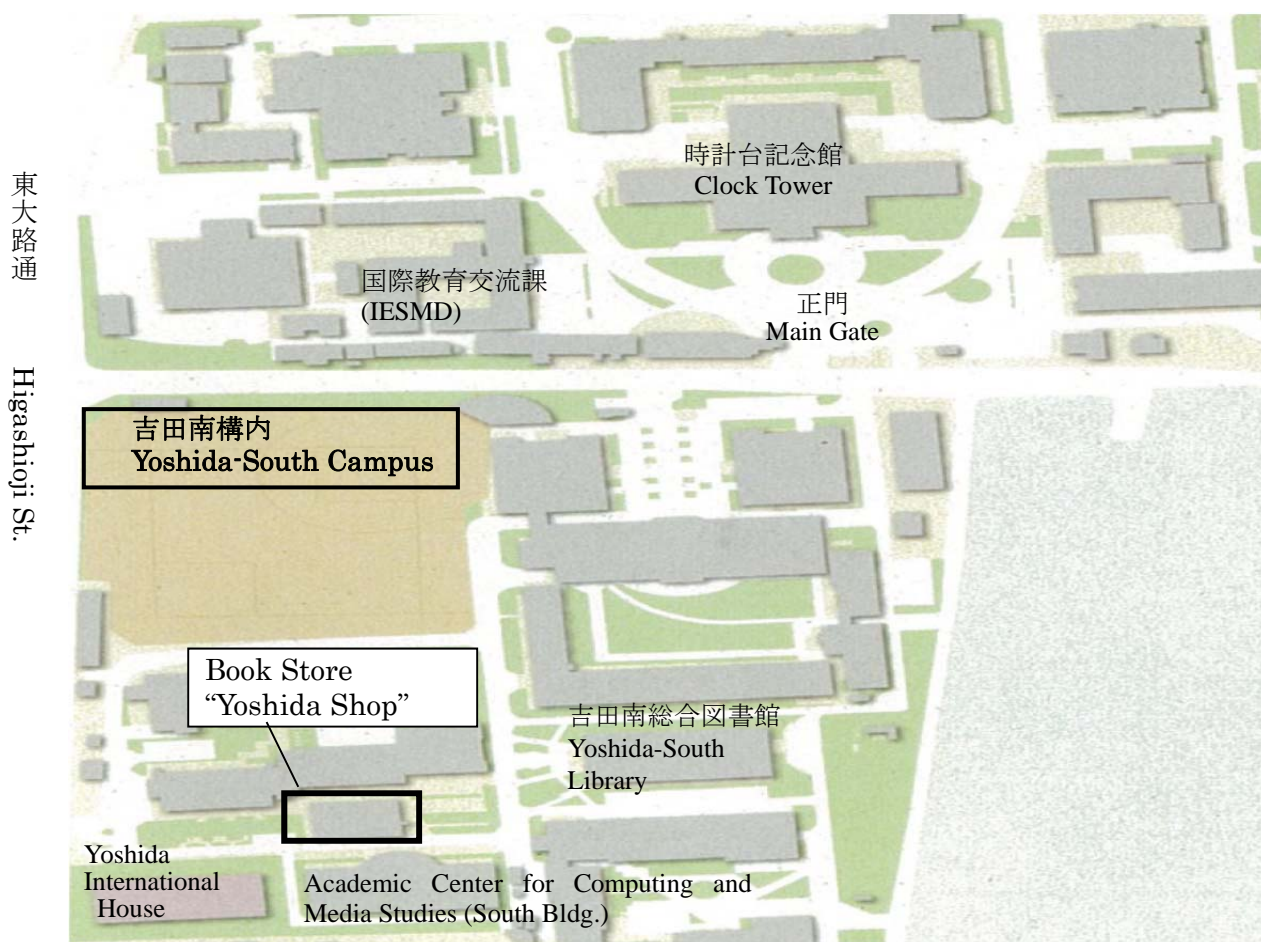 時計台記念館
Clock Tower
東大路通
Higashioji St.
国際教育交流課
(IESMD)
正門
Main Gate
吉田南構内
Yoshida-South Campus
Book Store
“Yoshida Shop”
吉田南総合図書館
Yoshida-South
Library
Yoshida
International
House
Academic Center for Computing and
Media Studies (South Bldg.)